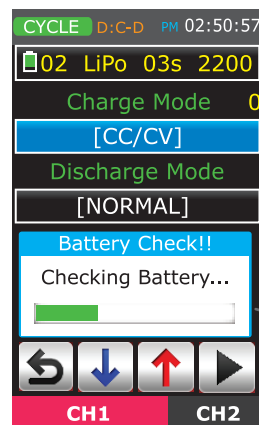 CYCLE D:C-D PM 02:50:57
02 LiPo 03s 2200
Charge Mode 0
[CC/CV]
Discharge Mode
[NORMAL]
Battery Check!!
Checking Battery...
CH1 CH2